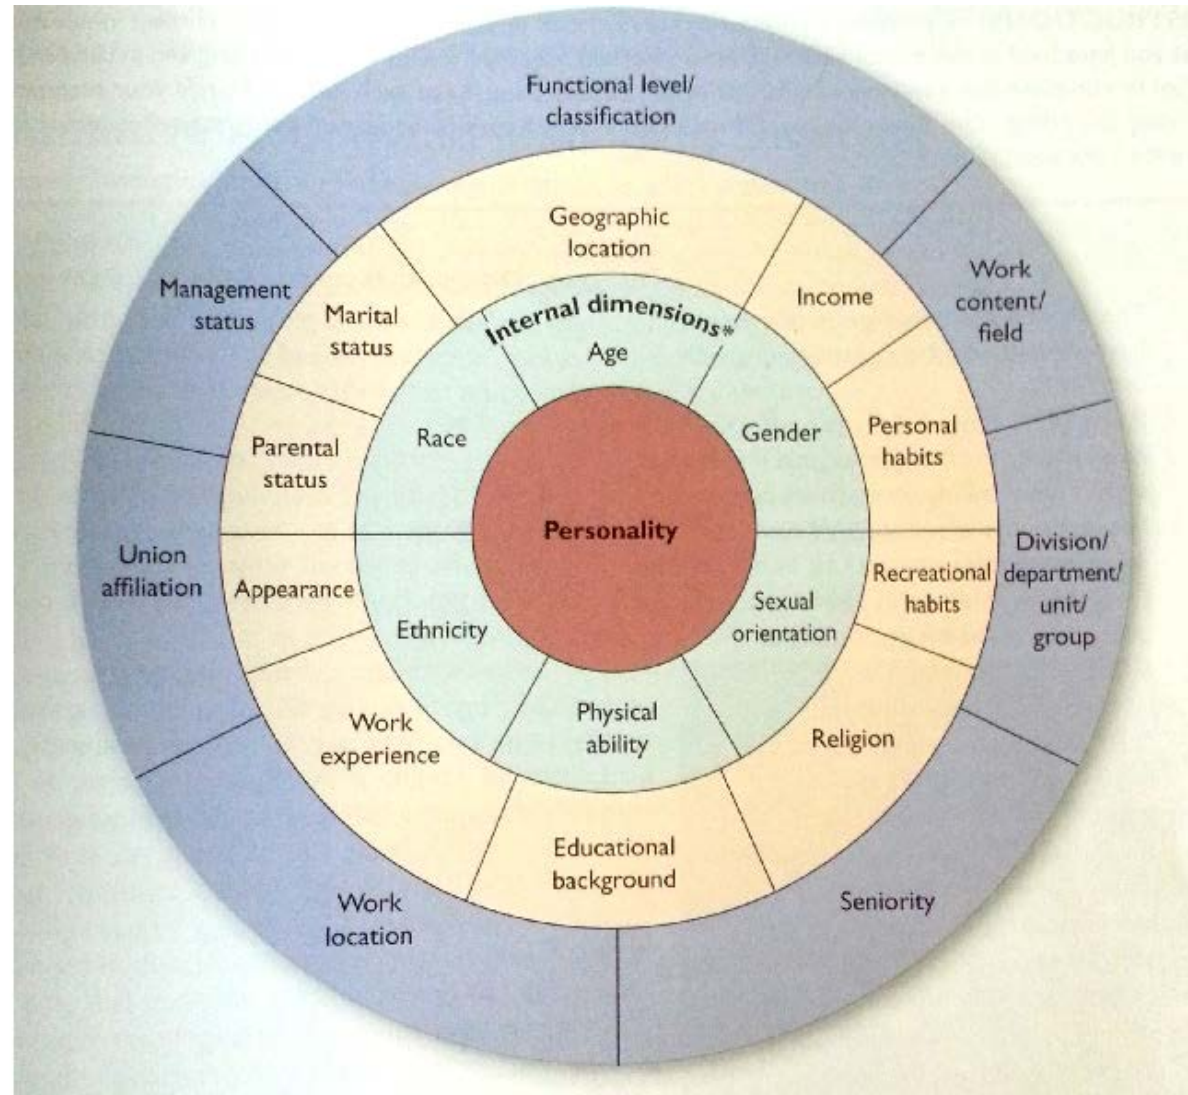 Functional level/
classification
Geographic
location
Internal dimensions*
Age
Income
Work
content/
field
Management
status
Marital
status
Race
Gender
Personal
habits
Parental
status
Personality
Union
affiliation
Appearance
Ethnicity
Sexual
orientation
Recreational
habits
Division/
department/
unit/
group
Work
experience
Physical
ability
Religion
Educational
background
Work
location
Seniority